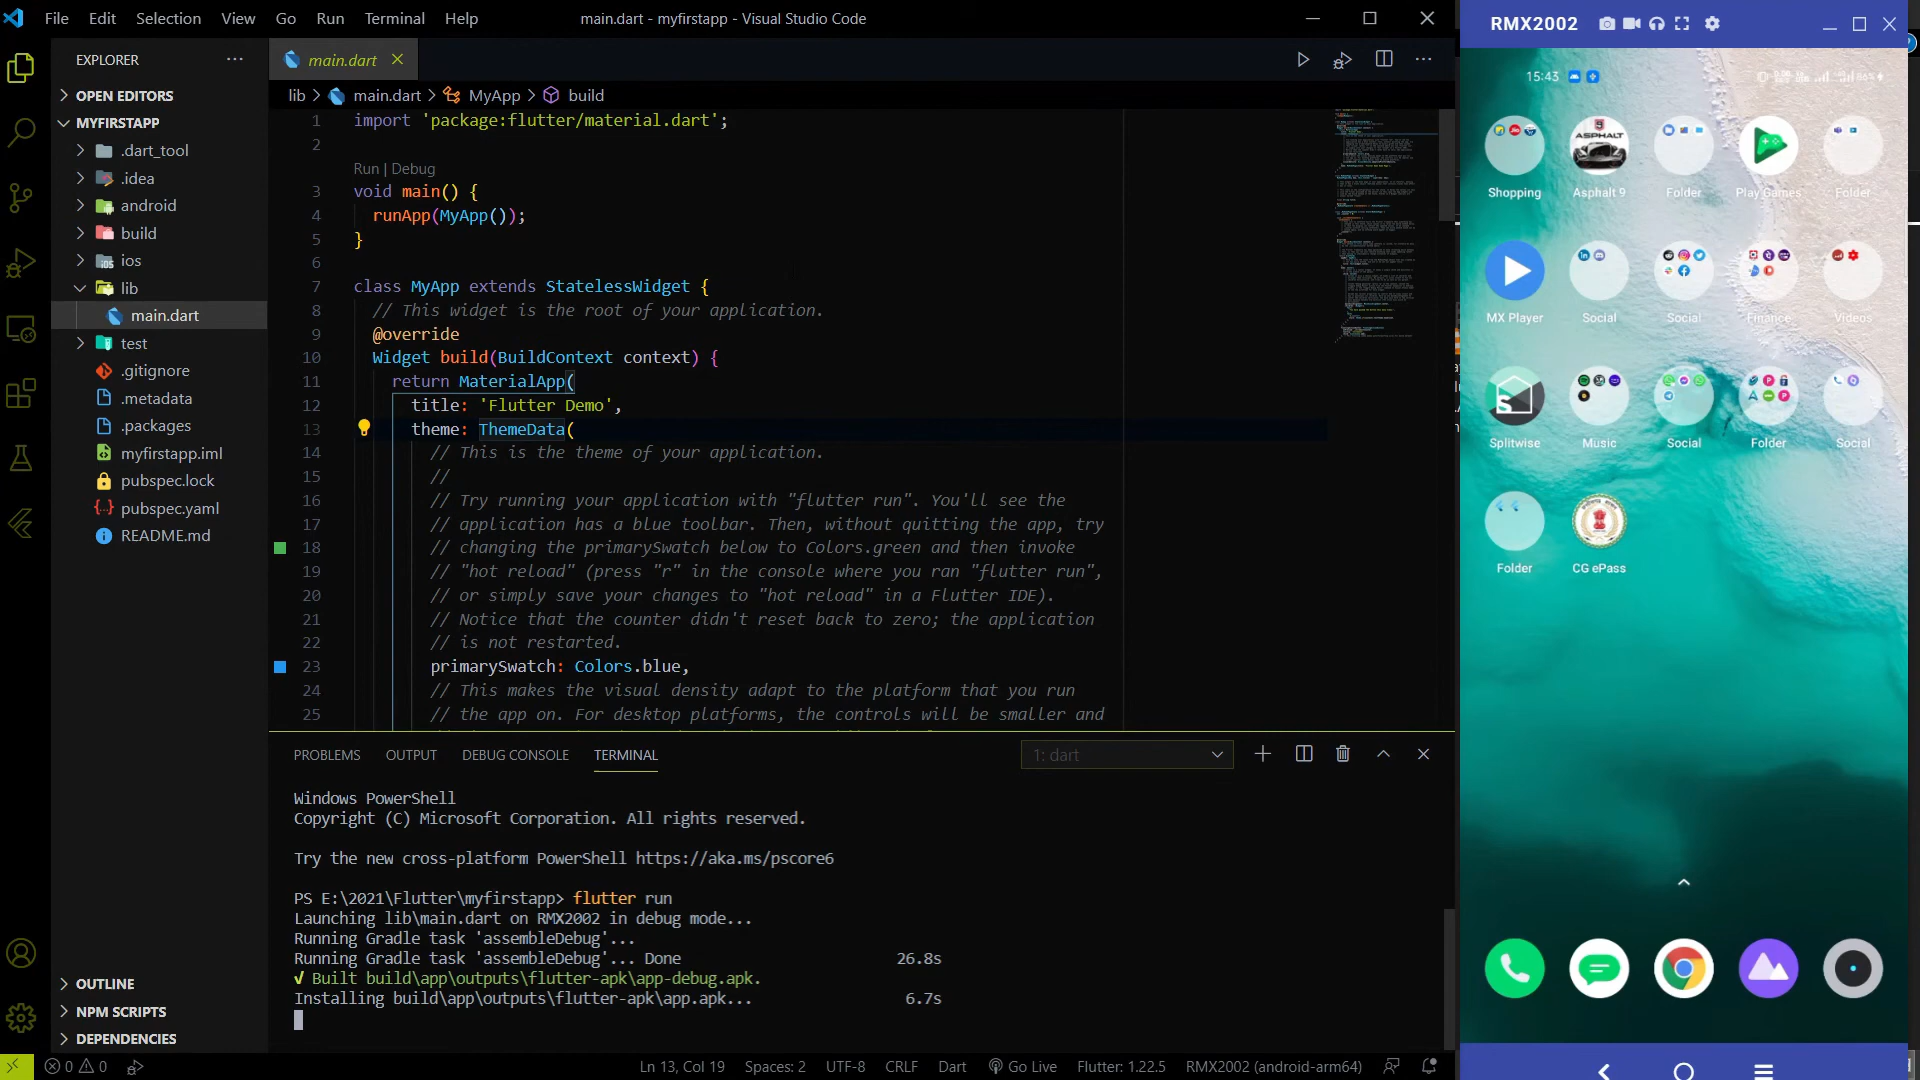 File Edit Selection View Go Run Terminal Help
main.dart - myfirstapp - Visual Studio Code
EXPLORER
OPEN EDITORS
MYFIRSTAPP
.dart_tool
.idea
android
build
ios
lib
main.dart
test
.gitignore
.metadata
.packages
myfirstapp.iml
pubspec.lock
pubspec.yaml
README.md
OUTLINE
NPM SCRIPTS
DEPENDENCIES
main.dart
lib > main.dart > MyApp > build
1 import 'package:flutter/material.dart';
2
Run | Debug
3 void main() {
4 runApp(MyApp());
5 }
6
7 class MyApp extends StatelessWidget {
8 // This widget is the root of your application.
9 @override
10 Widget build(BuildContext context) {
11 return MaterialApp(
12 title: 'Flutter Demo',
13 theme: ThemeData(
14 // This is the theme of your application.
15 //
16 // Try running your application with "flutter run". You'll see the
17 // application has a blue toolbar. Then, without quitting the app, try
18 // changing the primarySwatch below to Colors.green and then invoke
19 // "hot reload" (press "r" in the console where you ran "flutter run",
20 // or simply save your changes to "hot reload" in a Flutter IDE).
21 // Notice that the counter didn't reset back to zero; the application
22 // is not restarted.
23 primarySwatch: Colors.blue,
24 // This makes the visual density adapt to the platform that you run
25 // the app on. For desktop platforms, the controls will be smaller and
PROBLEMS OUTPUT DEBUG CONSOLE TERMINAL
1: dart
Windows PowerShell
Copyright (C) Microsoft Corporation. All rights reserved.
Try the new cross-platform PowerShell https://aka.ms/pscore6
PS E:\2021\Flutter\myfirstapp> flutter run
Launching lib\main.dart on RMX2002 in debug mode...
Running Gradle task 'assembleDebug'...
Running Gradle task 'assembleDebug'... Done 26.8s
√ Built build\app\outputs\flutter-apk\app-debug.apk.
Installing build\app\outputs\flutter-apk\app.apk... 6.7s
0 0
Ln 13, Col 19 Spaces: 2 UTF-8 CRLF Dart Go Live Flutter: 1.22.5 RMX2002 (android-arm64)
RMX2002
15:43
86%
ASPHALT
Shopping Asphalt 9 Folder Play Games Folder
MX Player Social Social Finance Videos
Splitwise Music Social Folder Social
Folder CG ePass